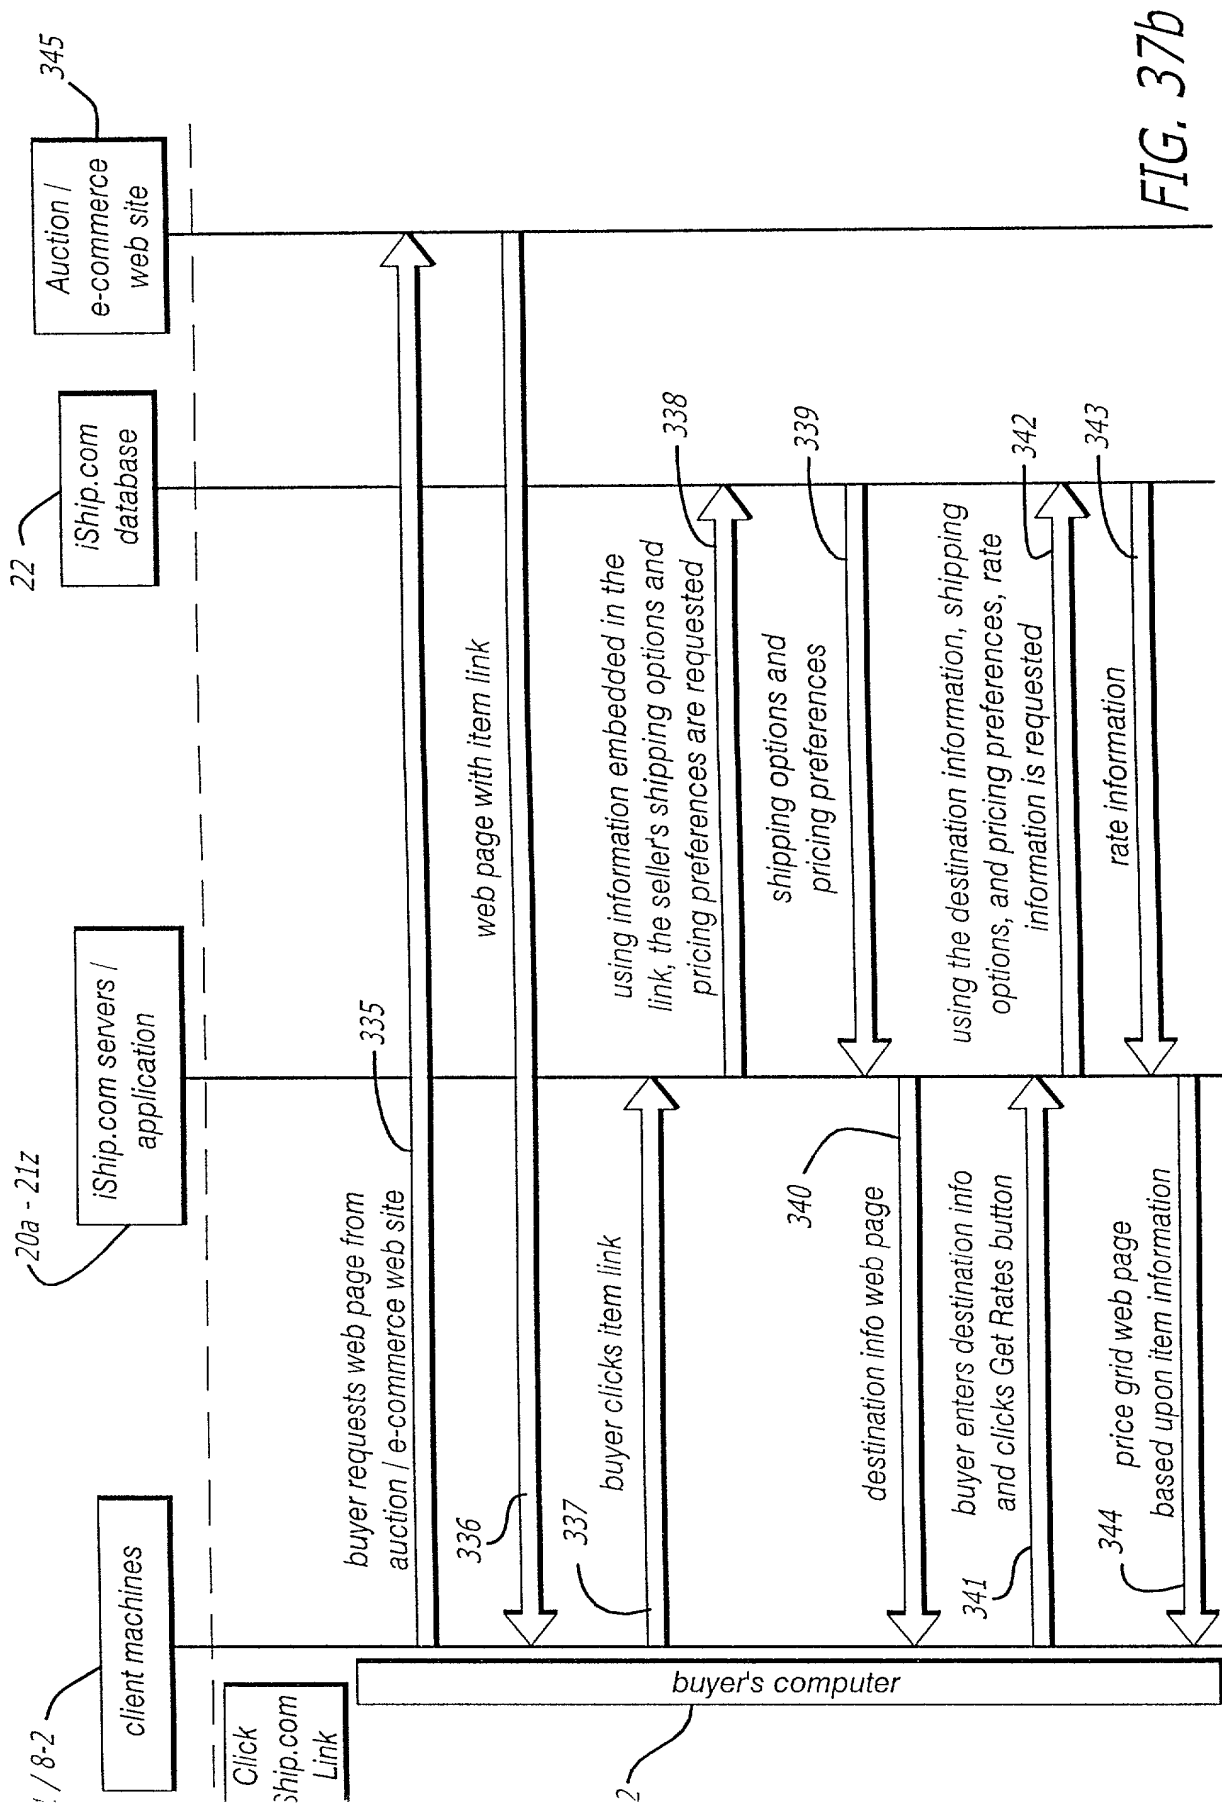 / 8-2
client machines
20a - 21z
iShip.com servers /
application
22
iShip.com
database
345
Auction /
e-commerce
web site
Click
Ship.com
Link
buyer's computer
2
buyer requests web page from
auction / e-commerce web site
335
336
web page with item link
337
buyer clicks item link
using information embedded in the
link, the seller's shipping options and
pricing preferences are requested
338
shipping options and
pricing preferences
339
340
destination info web page
341
buyer enters destination info
and clicks Get Rates button
using the destination information, shipping
options, and pricing preferences, rate
information is requested
342
rate information
343
344
price grid web page
based upon item information
FIG. 37b